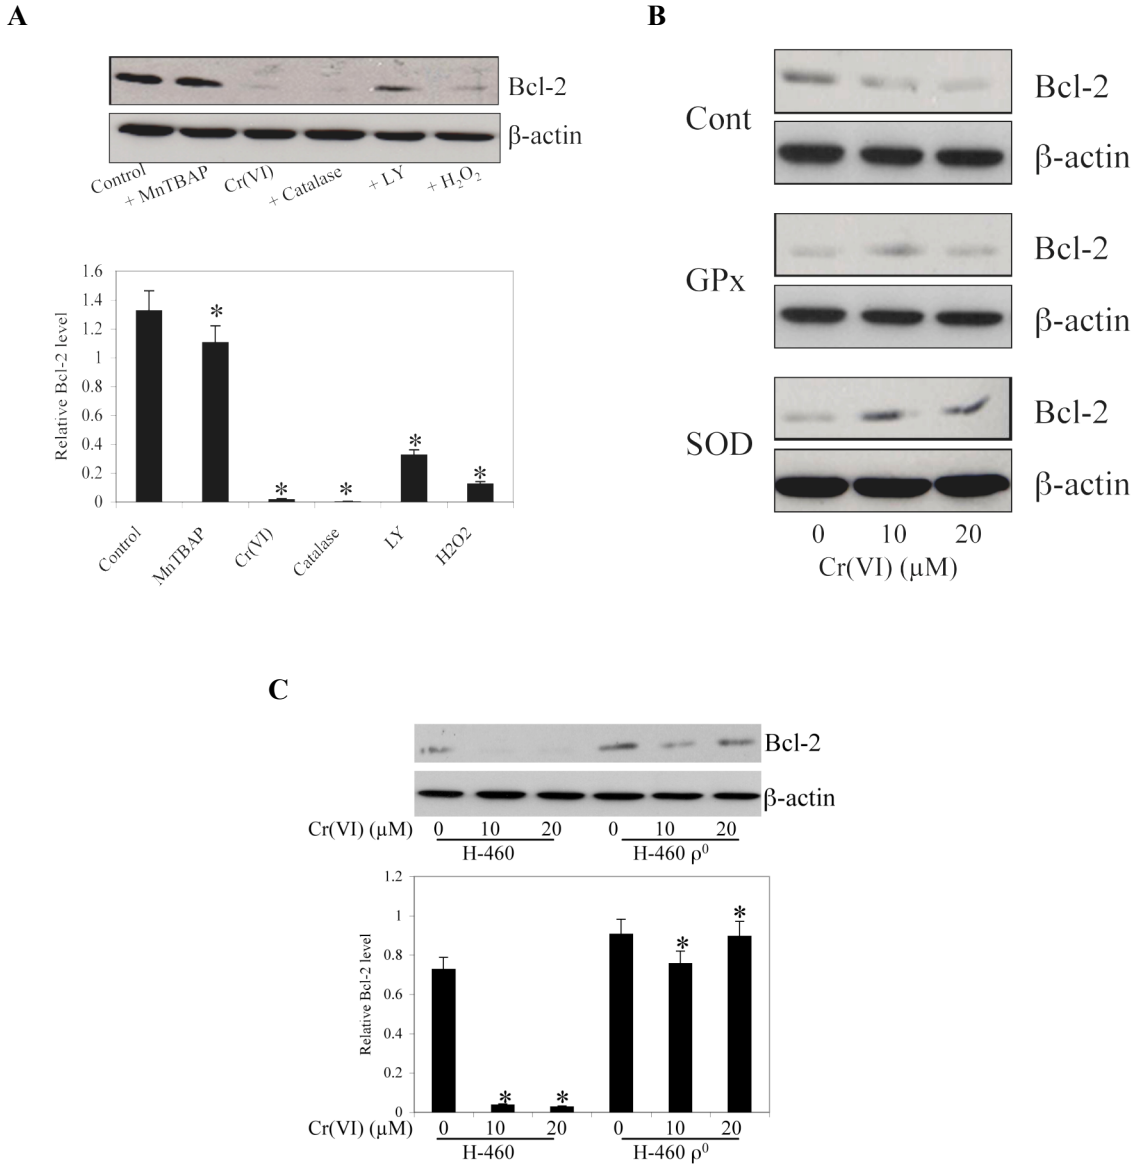 A
Bcl-2
β-actin
Control
+ MnTBAP
Cr(VI)
+ Catalase
+ LY
+ H₂O₂
1.6
1.4
1.2
1
0.8
0.6
0.4
0.2
0
Relative Bcl-2 level
*
*
*
*
*
Control
MnTBAP
Cr(VI)
Catalase
LY
H2O2
B
Cont
Bcl-2
β-actin
GPx
Bcl-2
β-actin
SOD
Bcl-2
β-actin
0 10 20
Cr(VI) (µM)
C
Bcl-2
β-actin
Cr(VI) (µM) 0 10 20 0 10 20
H-460 H-460 ρ⁰
1.2
1
0.8
0.6
0.4
0.2
0
Relative Bcl-2 level
*
*
*
*
Cr(VI) (µM) 0 10 20 0 10 20
H-460 H-460 ρ⁰